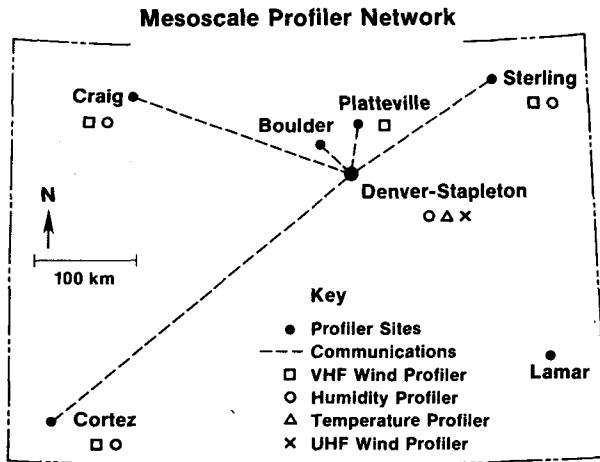 Mesoscale Profiler Network
Sterling
Craig
Platteville
Boulder
Denver-Stapleton
N
100 km
Key
Profiler Sites
Communications
VHF Wind Profiler
Humidity Profiler
Temperature Profiler
UHF Wind Profiler
Lamar
Cortez